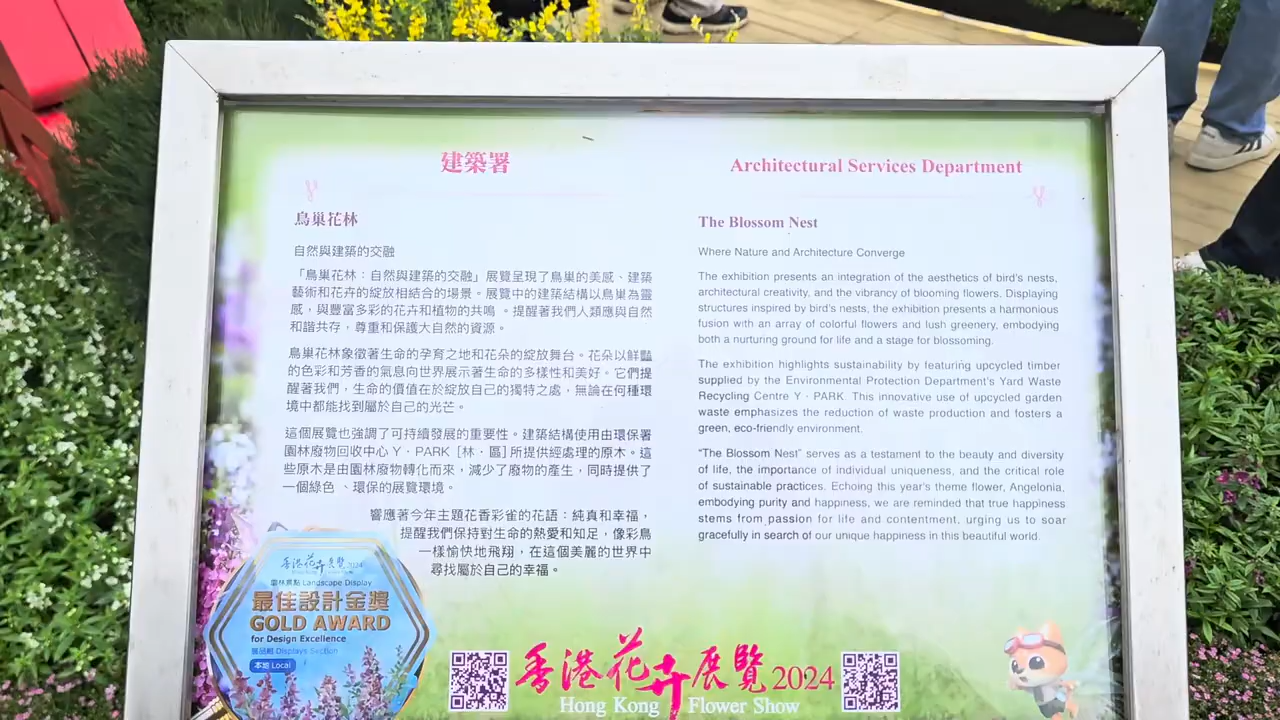 建築署
鳥巢花林
自然與建築的交融
「鳥巢花林：自然與建築的交融」展覽呈現了鳥巢的美感、建築
藝術和花卉的綻放相結合的場景。展覽中的建築結構以鳥巢為靈
感，與豐富多彩的花卉和植物的共鳴 。提醒著我們人類應與自然
和諧共存，尊重和保護大自然的資源。
鳥巢花林象徵著生命的孕育之地和花朵的綻放舞台。花朵以鮮豔
的色彩和芳香的氣息向世界展示著生命的多樣性和美好。它們提
醒著我們，生命的價值在於綻放自己的獨特之處，無論在何種環
境中都能找到屬於自己的光芒。
這個展覽也強調了可持續發展的重要性。建築結構使用由環保署
園林廢物回收中心 Y · PARK［林 · 區］所提供經處理的原木。這
些原木是由園林廢物轉化而來，減少了廢物的產生，同時提供了
一個綠色 、環保的展覽環境。
響應著今年主題花香彩雀的花語：純真和幸福，
提醒我們保持對生命的熱愛和知足，像彩鳥
一樣愉快地飛翔，在這個美麗的世界中
尋找屬於自己的幸福。
Architectural Services Department
The Blossom Nest
Where Nature and Architecture Converge
The exhibition presents an integration of the aesthetics of bird's nests,
architectural creativity, and the vibrancy of blooming flowers. Displaying
structures inspired by bird's nests, the exhibition presents a harmonious
fusion with an array of colorful flowers and lush greenery, embodying
both a nurturing ground for life and a stage for blossoming.
The exhibition highlights sustainability by featuring upcycled timber
supplied by the Environmental Protection Department's Yard Waste
Recycling Centre Y · PARK. This innovative use of upcycled garden
waste emphasizes the reduction of waste production and fosters a
green, eco-friendly environment.
“The Blossom Nest” serves as a testament to the beauty and diversity
of life, the importance of individual uniqueness, and the critical role
of sustainable practices. Echoing this year's theme flower, Angelonia,
embodying purity and happiness, we are reminded that true happiness
stems from passion for life and contentment, urging us to soar
gracefully in search of our unique happiness in this beautiful world.
香港花卉展覽 2024
園林景點 Landscape Display
最佳設計金獎
GOLD AWARD
for Design Excellence
展品組 Displays Section
本地 Local
香港花卉展覽 2024
Hong Kong Flower Show